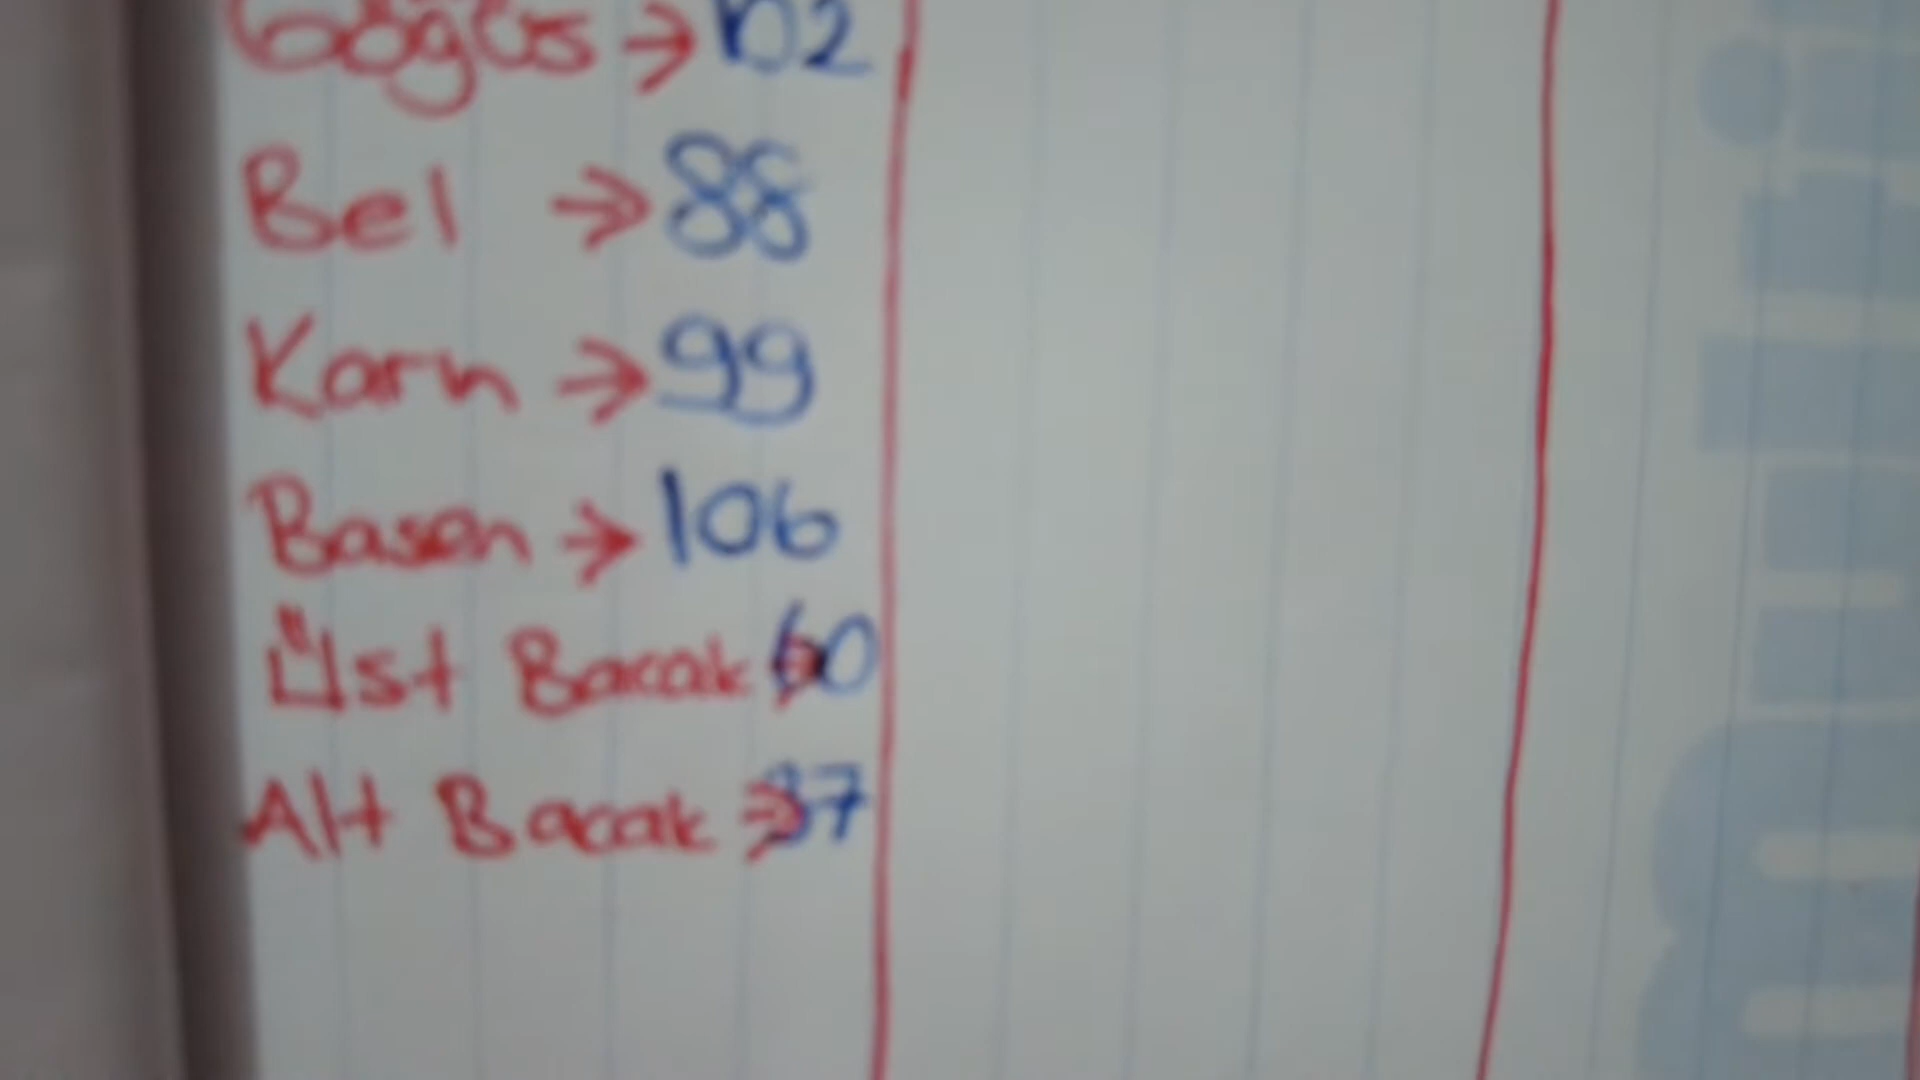 Göğüs → 102
Bel → 88
Karın → 99
Basen → 106
Üst Bacak → 60
Alt Bacak → 37